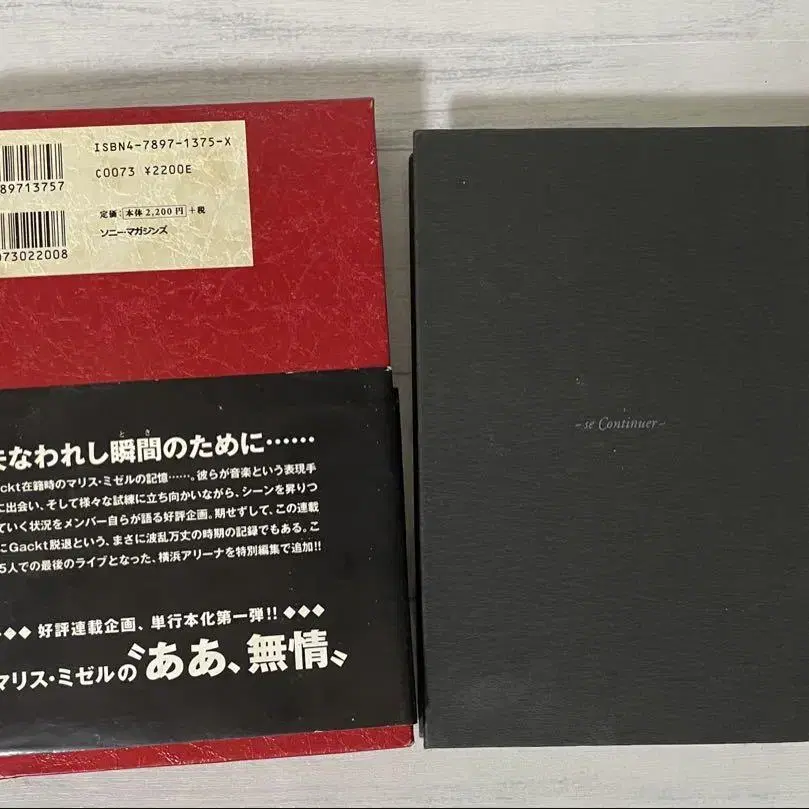 ISBN4-7897-1375-X
C0073 ¥2200E
89713757
定価:本体2,200円+税
073022008
ソニー・マガジンズ
なわれし瞬間のために……
とき
ckt在籍時のマリス・ミゼルの記憶……。彼らが音楽という表現手
に出会い、そして様々な試練に立ち向かいながら、シーンを昇りつ
ていく状況をメンバー自らが語る好評企画。期せずして、この連載
にGackt脱退という、まさに波乱万丈の時期の記録でもある。こ
5人での最後のライブとなった、横浜アリーナを特別編集で追加!!
◆◆ 好評連載企画、単行本化第一弾!! ◆◆◆
マリス・ミゼルの〝ああ、無情〟
~se Continuer~